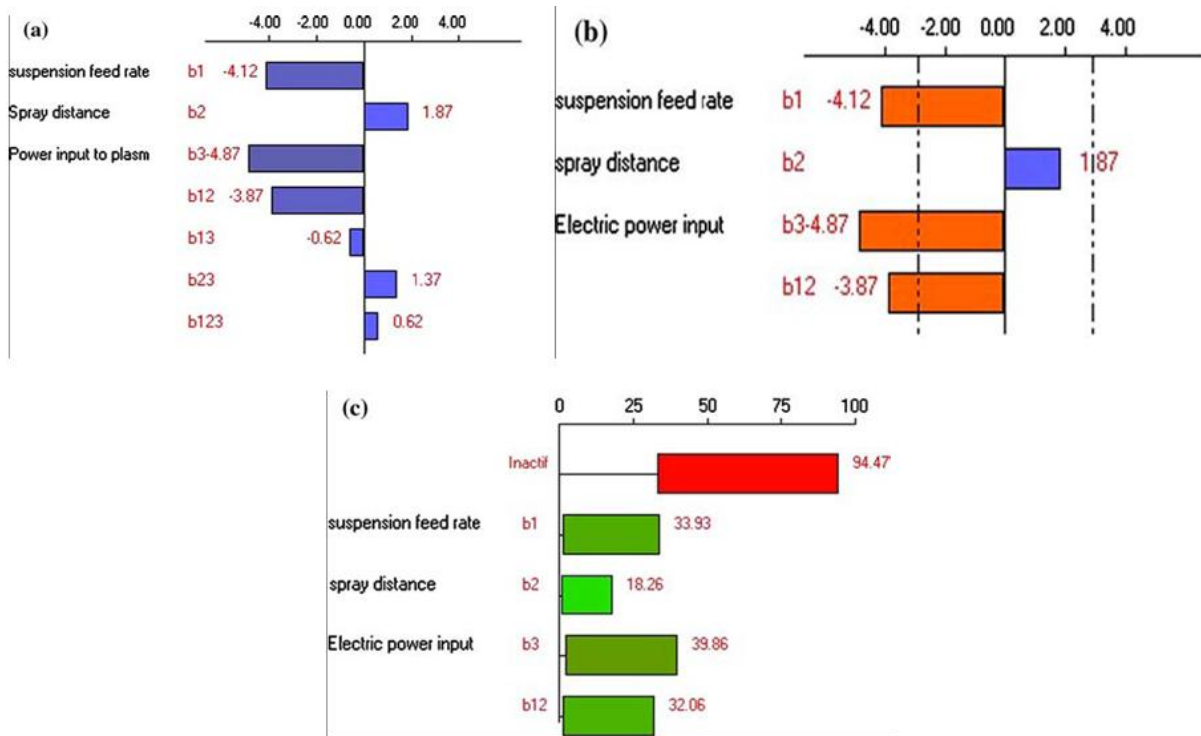 (a)
-4.00 -2.00 0.00 2.00 4.00
suspension feed rate b1 -4.12
Spray distance b2 1.87
Power input to plasm b3-4.87
b12 -3.87
b13 -0.62
b23 1.37
b123 0.62
(b)
-4.00 -2.00 0.00 2.00 4.00
suspension feed rate b1 -4.12
spray distance b2 1.87
Electric power input b3-4.87
b12 -3.87
(c)
0 25 50 75 100
Inactif 94.47
suspension feed rate b1 33.93
spray distance b2 18.26
Electric power input b3 39.86
b12 32.06